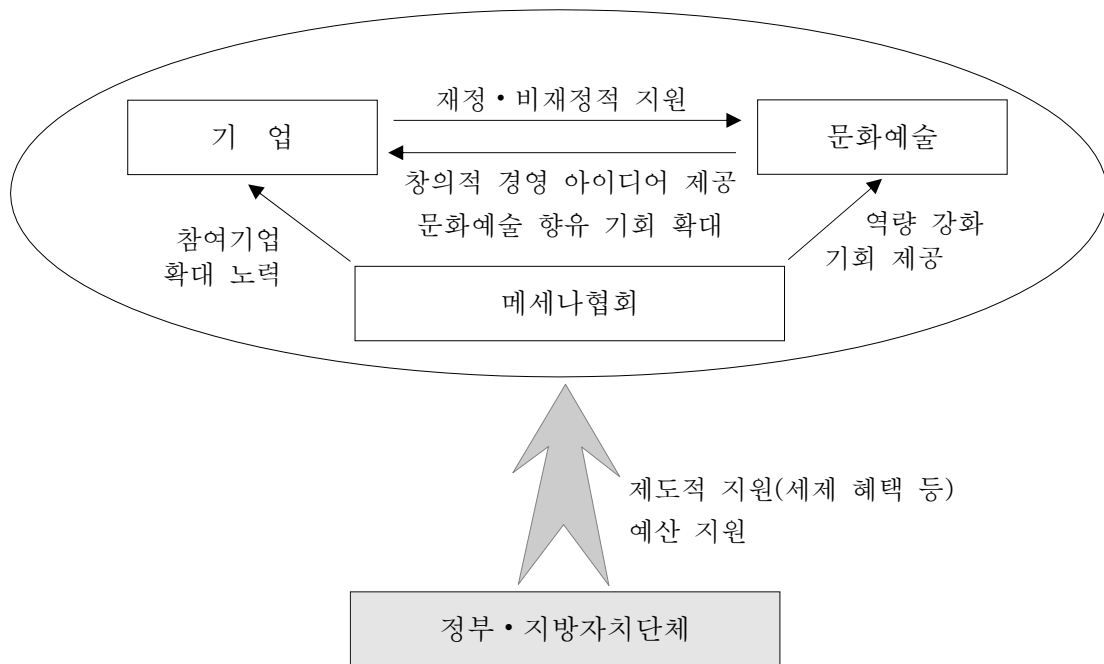 재정·비재정적 지원
기 업
문화예술
창의적 경영 아이디어 제공
문화예술 향유 기회 확대
참여기업
확대 노력
역량 강화
기회 제공
메세나협회
제도적 지원(세제 혜택 등)
예산 지원
정부·지방자치단체